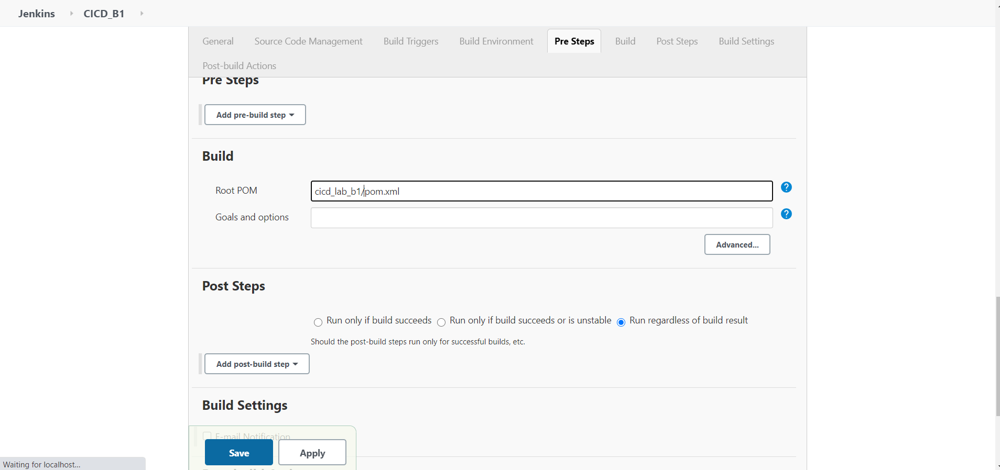 Jenkins CICD_B1
General Source Code Management Build Triggers Build Environment Pre Steps Build Post Steps Build Settings
Post-build Actions
Pre Steps
Add pre-build step
Build
Root POM cicd_lab_b1/pom.xml
Goals and options
Advanced...
Post Steps
Run only if build succeeds Run only if build succeeds or is unstable Run regardless of build result
Should the post-build steps run only for successful builds, etc.
Add post-build step
Build Settings
E-mail Notification
Save Apply
Waiting for localhost...